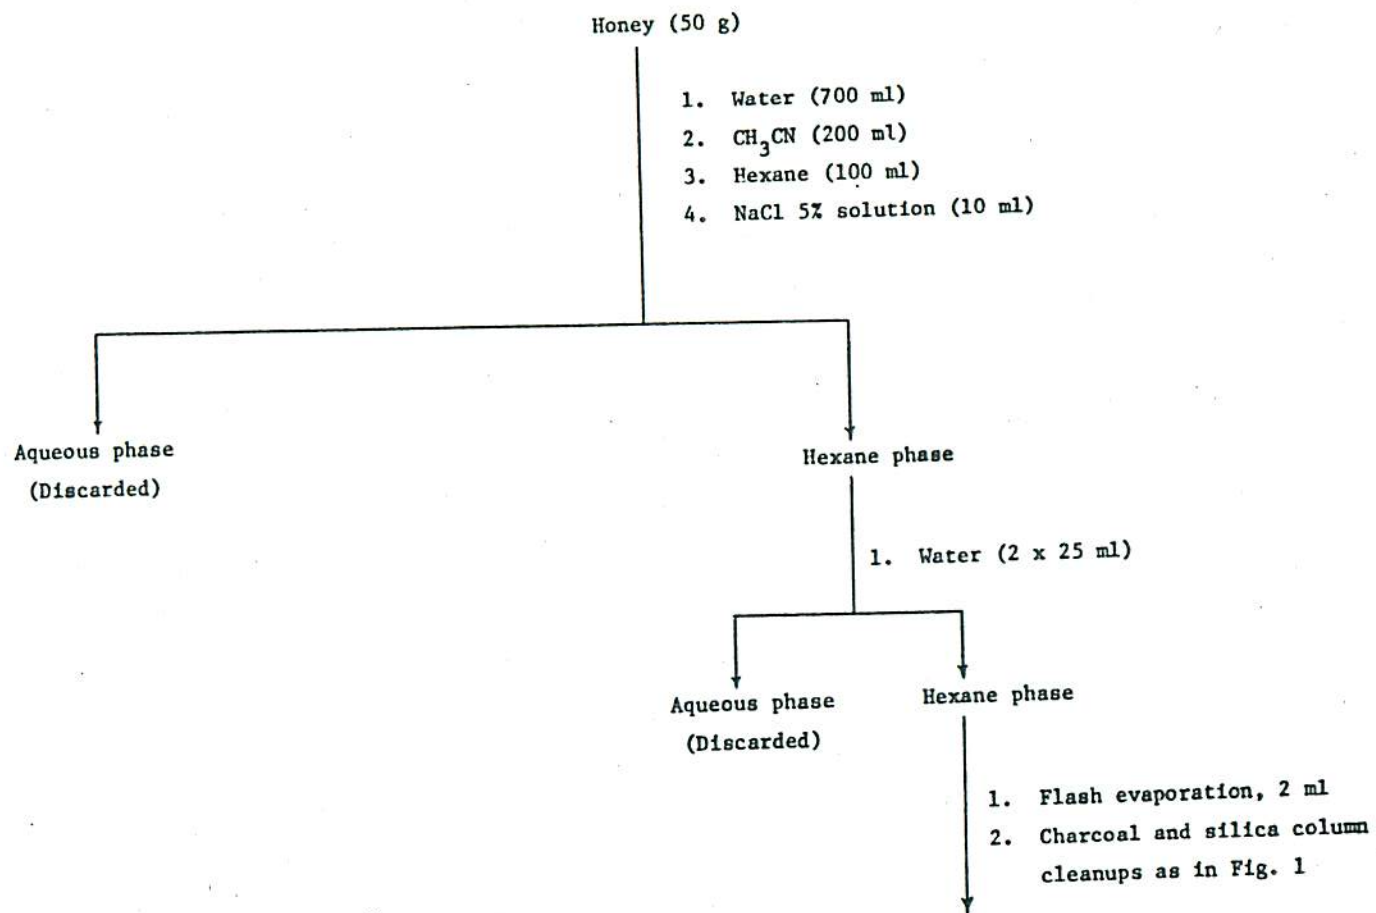 Honey (50 g)
1. Water (700 ml)
2. CH₃CN (200 ml)
3. Hexane (100 ml)
4. NaCl 5% solution (10 ml)
Aqueous phase
(Discarded)
Hexane phase
1. Water (2 x 25 ml)
Aqueous phase
(Discarded)
Hexane phase
1. Flash evaporation, 2 ml
2. Charcoal and silica column
cleanups as in Fig. 1